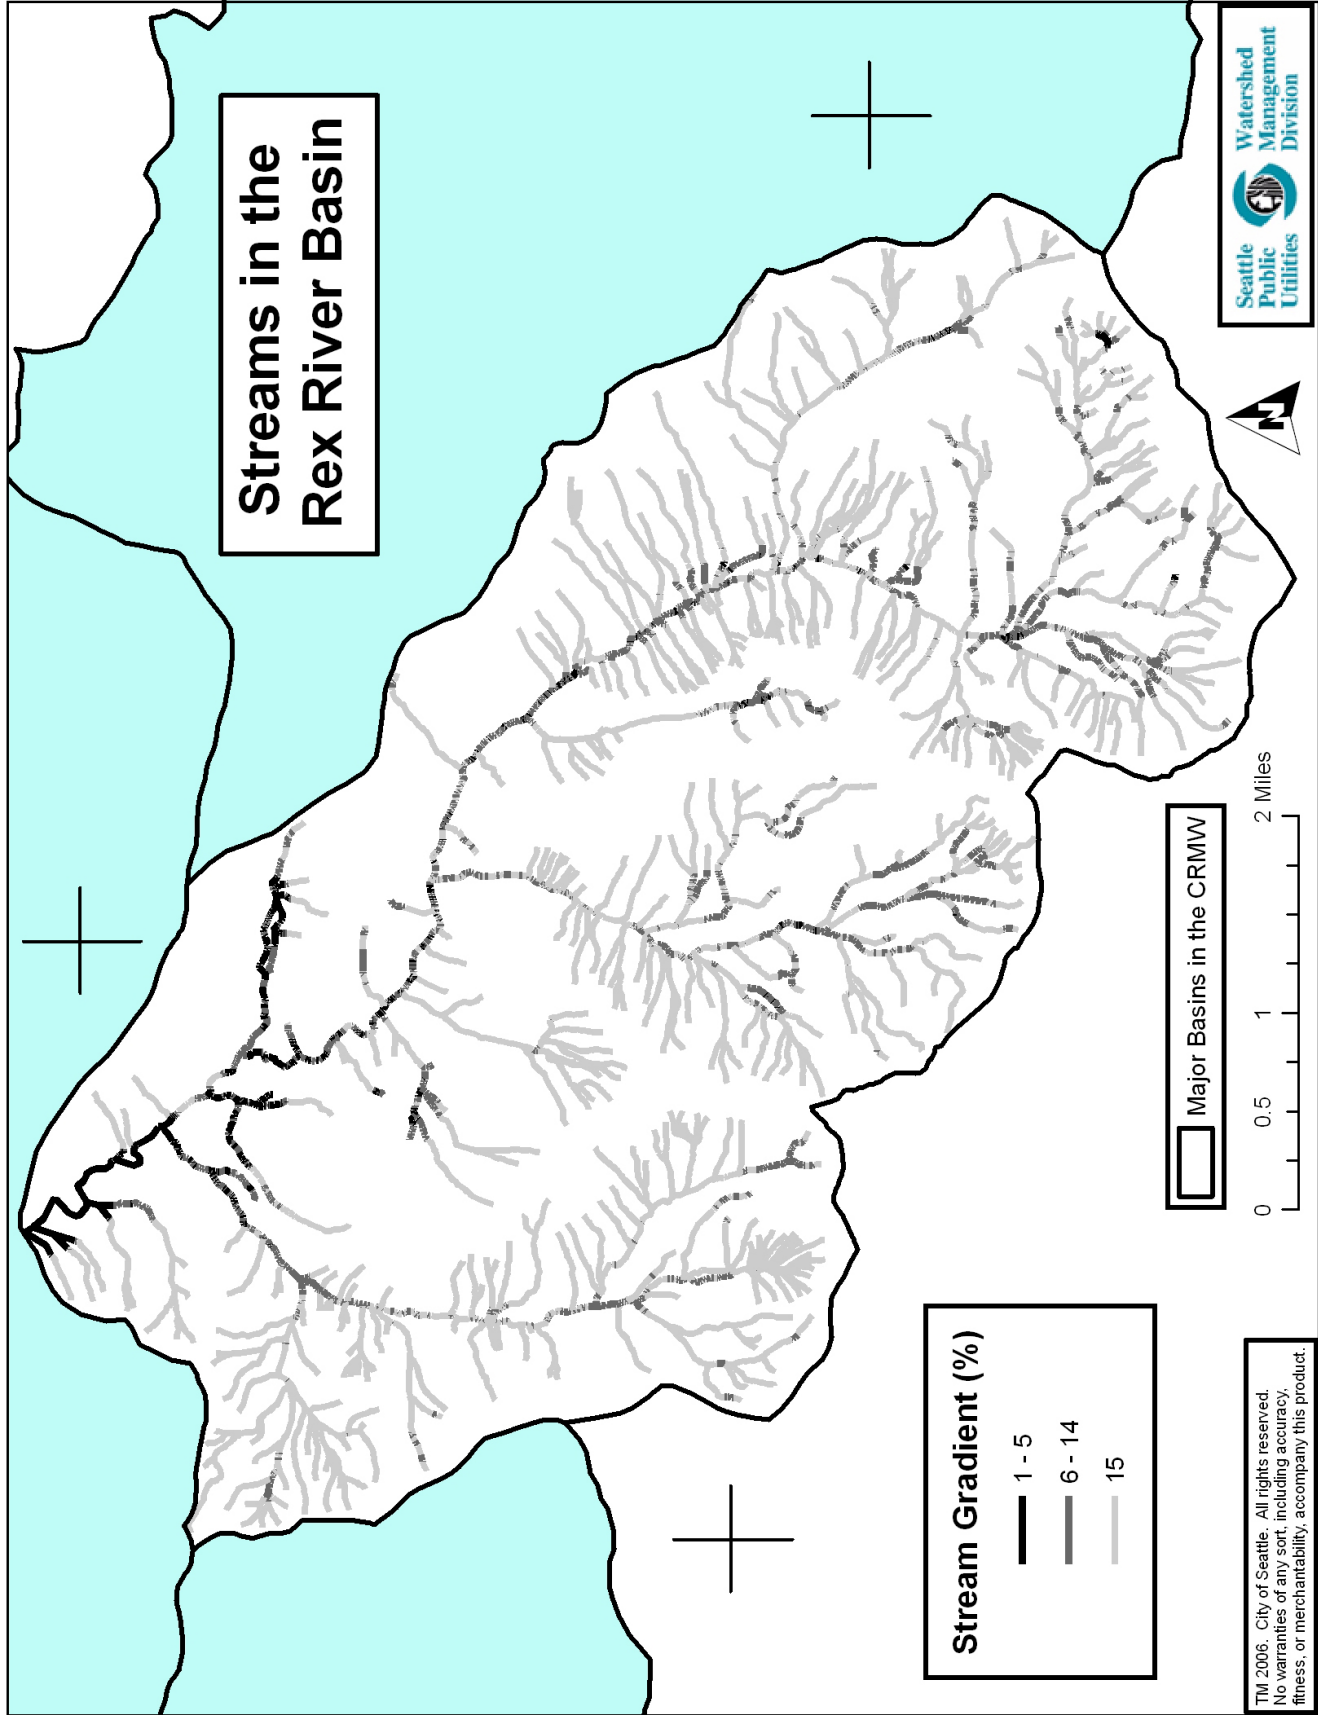 Streams in the
Rex River Basin
Seattle
Public
Utilities
Watershed
Management
Division
N
Major Basins in the CRMW
0 0.5 1 2 Miles
Stream Gradient (%)
1 - 5
6 - 14
15
TM 2006. City of Seattle. All rights reserved.
No warranties of any sort, including accuracy,
fitness, or merchantability, accompany this product.